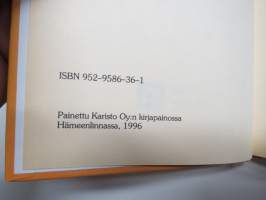 ISBN 952-9586-36-1
Painettu Karisto Oy:n kirjapainossa
Hämeenlinnassa, 1996